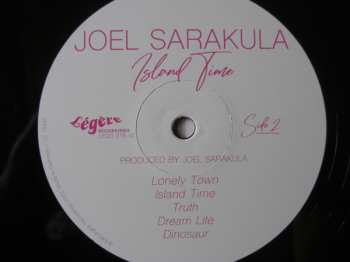 JOEL SARAKULA
Island Time
Légère
RECORDINGS
Side 2
PRODUCED BY JOEL SARAKULA
Lonely Town
Island Time
Truth
Dream Life
Dinosaur